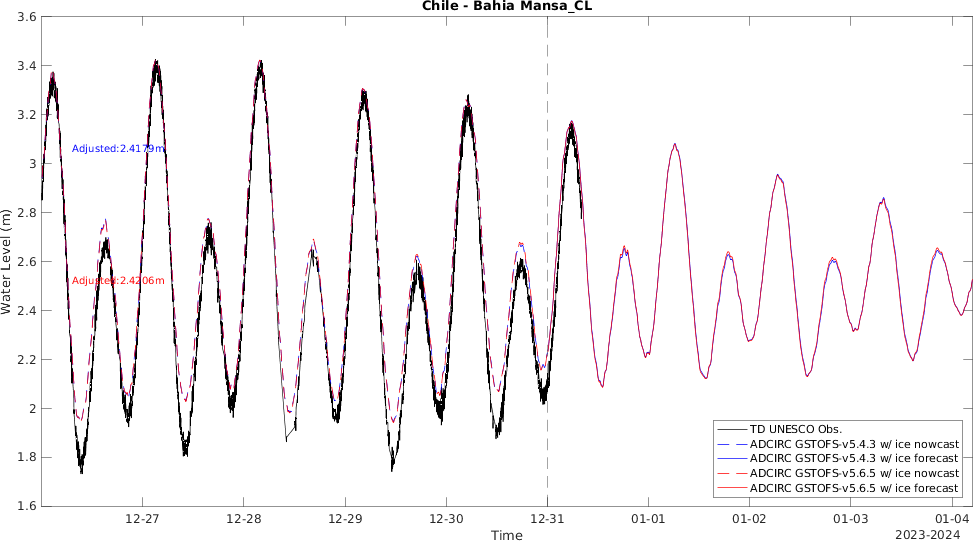 Chile - Bahia Mansa_CL
3.6
3.4
3.2
3
2.8
2.6
2.4
2.2
2
1.8
1.6
Water Level (m)
Adjusted:2.4179m
Adjusted:2.4206m
TD UNESCO Obs.
ADCIRC GSTOFS-v5.4.3 w/ ice nowcast
ADCIRC GSTOFS-v5.4.3 w/ ice forecast
ADCIRC GSTOFS-v5.6.5 w/ ice nowcast
ADCIRC GSTOFS-v5.6.5 w/ ice forecast
12-27 12-28 12-29 12-30 12-31 01-01 01-02 01-03 01-04
Time
2023-2024